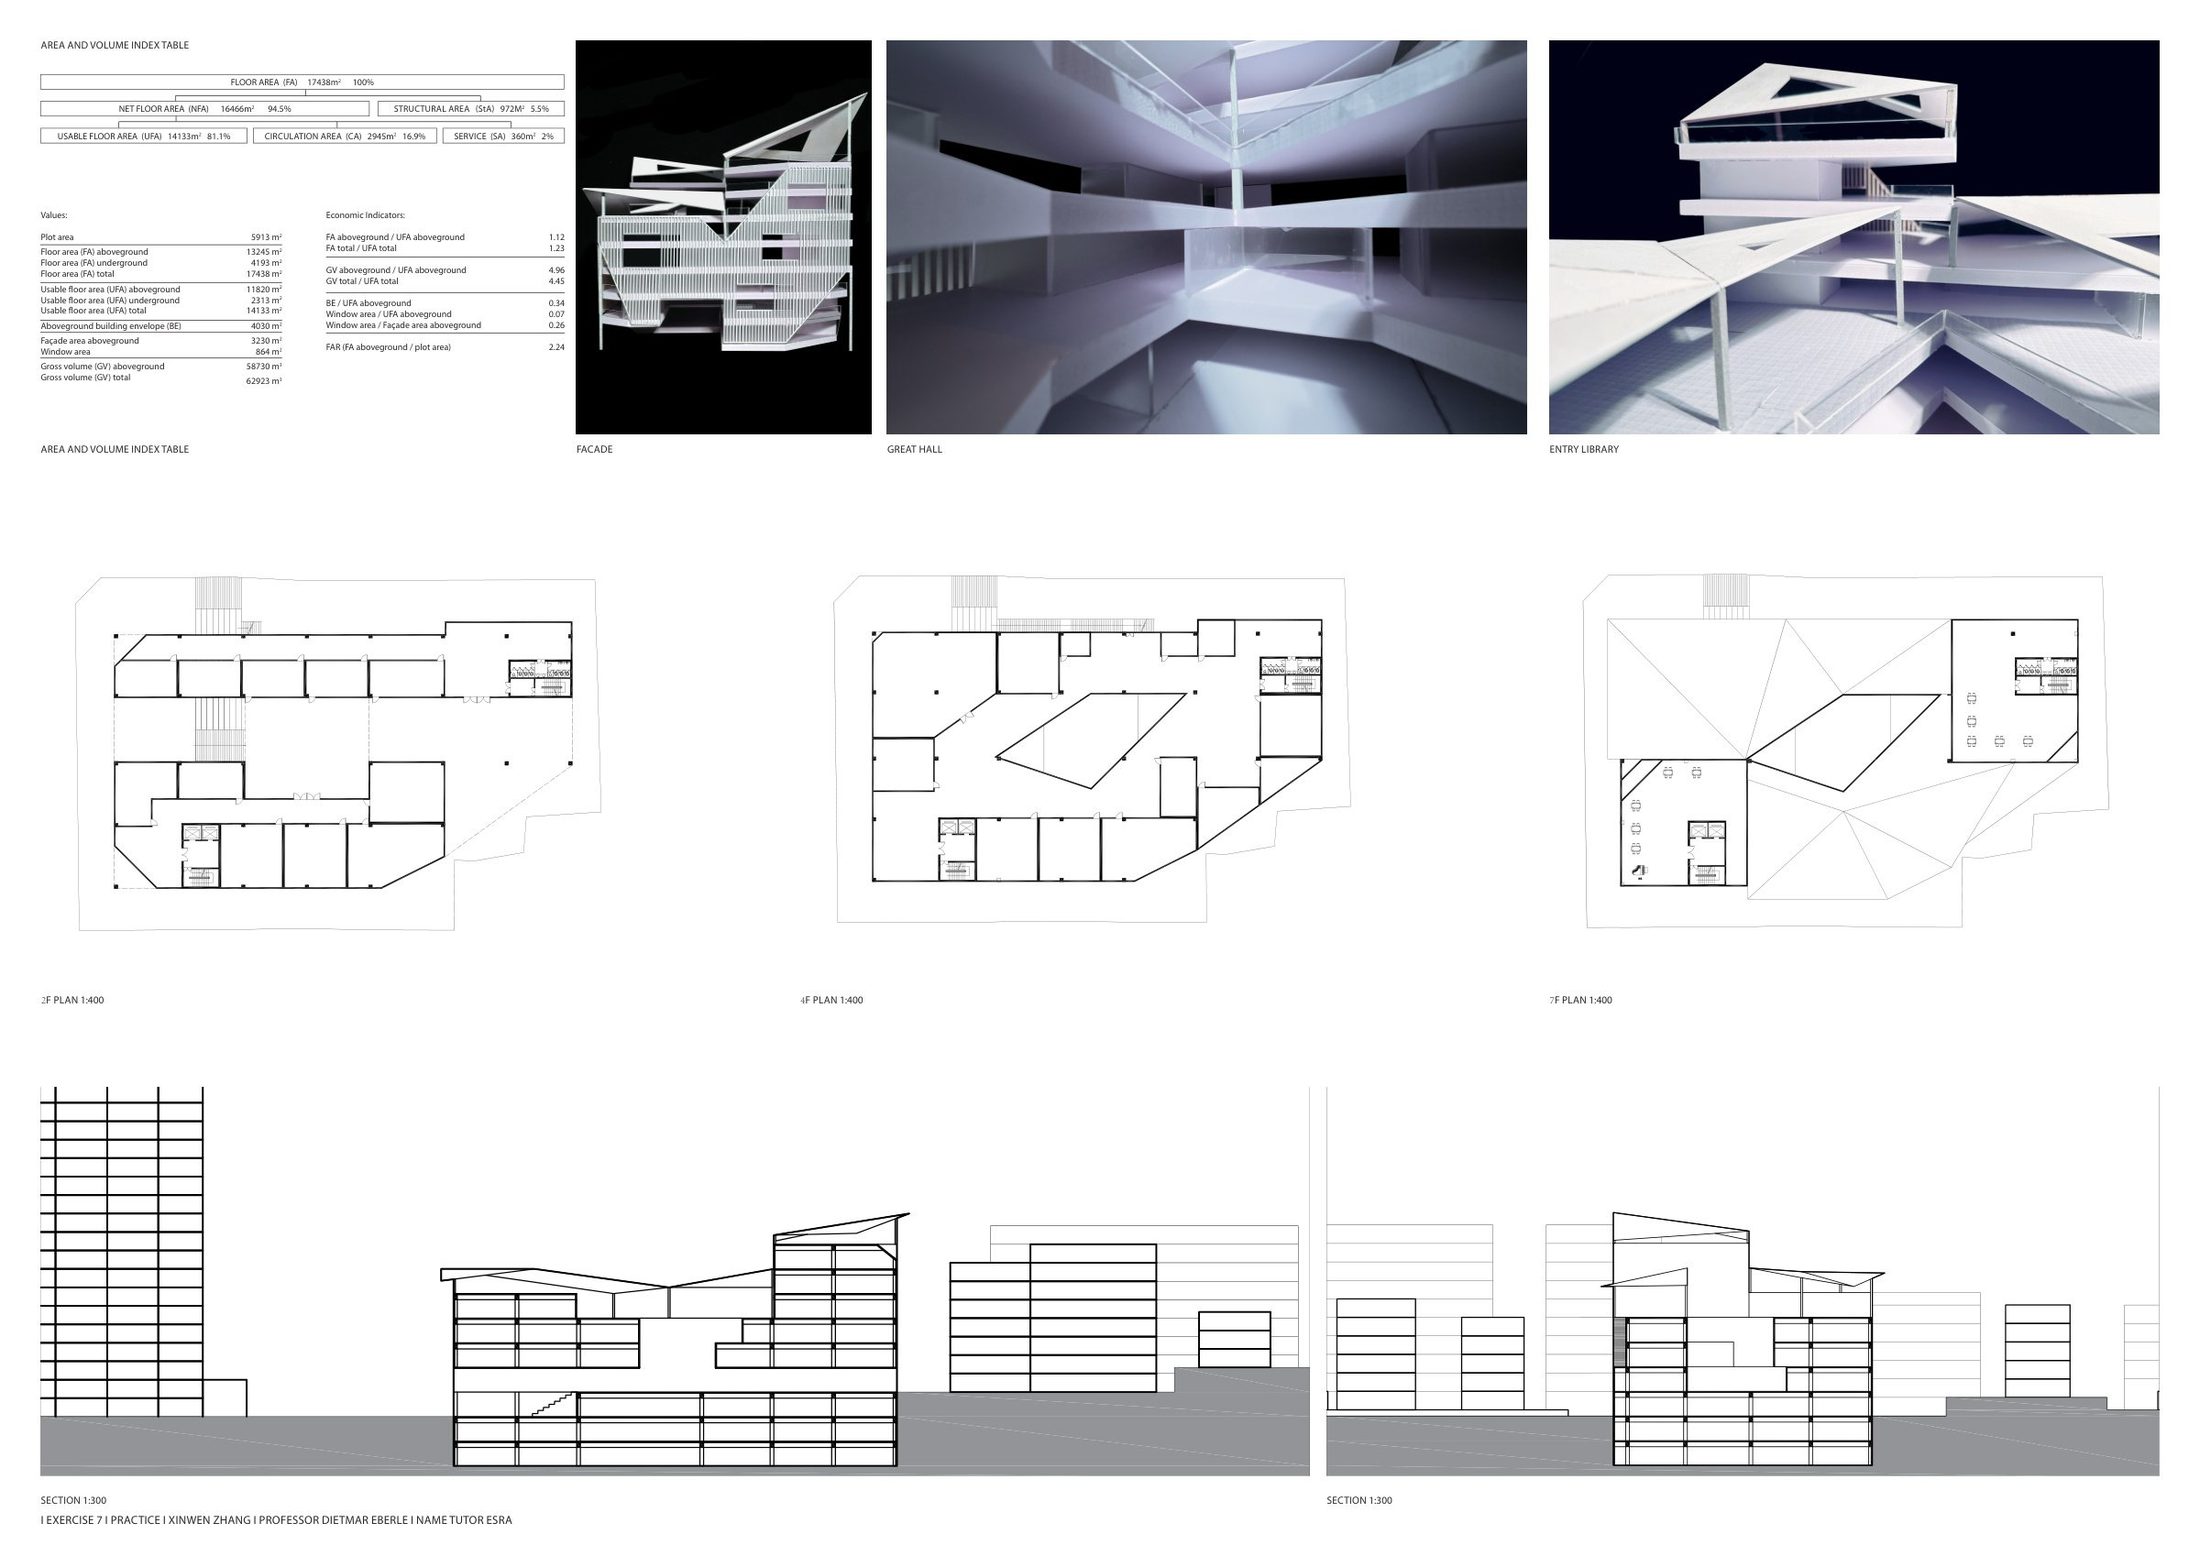 AREA AND VOLUME INDEX TABLE
FLOOR AREA (FA) 17438m² 100%
NET FLOOR AREA (NFA) 16466m² 94.5%
STRUCTURAL AREA (StA) 972M² 5.5%
USABLE FLOOR AREA (UFA) 14133m² 81.1%
CIRCULATION AREA (CA) 2945m² 16.9%
SERVICE (SA) 360m² 2%
Values:
Plot area 5913 m²
Floor area (FA) aboveground 13245 m²
Floor area (FA) underground 4193 m²
Floor area (FA) total 17438 m²
Usable floor area (UFA) aboveground 11820 m²
Usable floor area (UFA) underground 2313 m²
Usable floor area (UFA) total 14133 m²
Aboveground building envelope (BE) 4030 m²
Façade area aboveground 3230 m²
Window area 864 m²
Gross volume (GV) aboveground 58730 m³
Gross volume (GV) total 62923 m³
Economic Indicators:
FA aboveground / UFA aboveground 1.12
FA total / UFA total 1.23
GV aboveground / UFA aboveground 4.96
GV total / UFA total 4.45
BE / UFA aboveground 0.34
Window area / UFA aboveground 0.07
Window area / Façade area aboveground 0.26
FAR (FA aboveground / plot area) 2.24
AREA AND VOLUME INDEX TABLE
FACADE
GREAT HALL
ENTRY LIBRARY
2F PLAN 1:400
4F PLAN 1:400
7F PLAN 1:400
SECTION 1:300
SECTION 1:300
I EXERCISE 7 I PRACTICE I XINWEN ZHANG I PROFESSOR DIETMAR EBERLE I NAME TUTOR ESRA